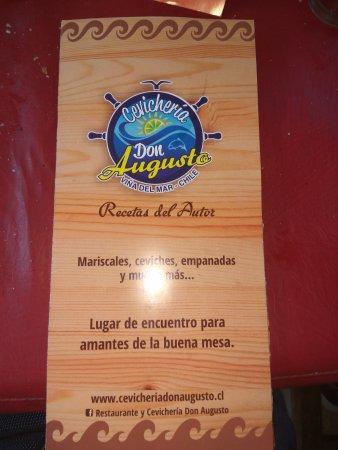 Cevichería
Don
Augusto
VIÑA DEL MAR - CHILE
Recetas del Autor
Mariscales, ceviches, empanadas
y mucho más...
Lugar de encuentro para
amantes de la buena mesa.
www.cevicheriadonaugusto.cl
Restaurante y Cevichería Don Augusto